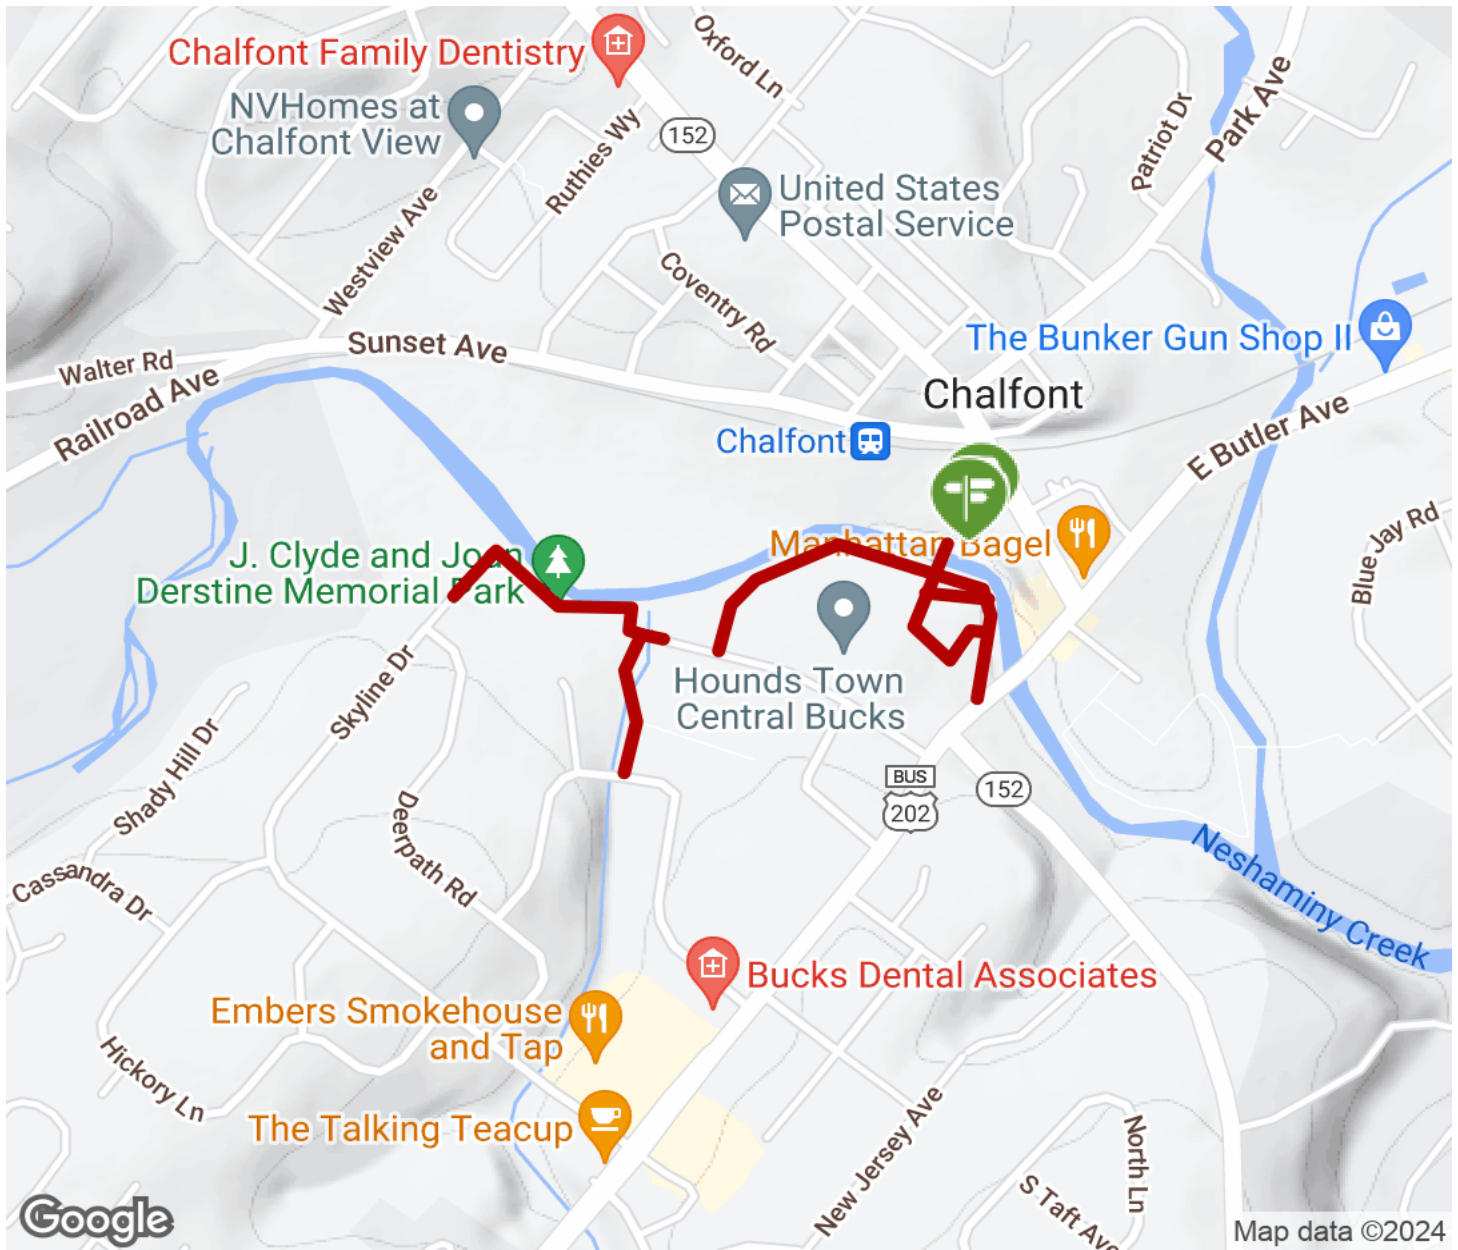 Chalfont Family Dentistry
Oxford Ln
NVHomes at
Chalfont View
Ruthies Wy
152
Patriot Dr
Park Ave
United States
Postal Service
Westview Ave
Coventry Rd
The Bunker Gun Shop II
Sunset Ave
Walter Rd
Railroad Ave
Chalfont
Chalfont
E Butler Ave
Manhattan Bagel
Blue Jay Rd
J. Clyde and Joan
Derstine Memorial Park
Skyline Dr
Hounds Town
Central Bucks
Shady Hill Dr
BUS
202
152
Deerpath Rd
Cassandra Dr
Neshaminy Creek
Bucks Dental Associates
Embers Smokehouse
and Tap
Hickory Ln
The Talking Teacup
New Jersey Ave
North Ln
S Taft Ave
Google
Map data ©2024